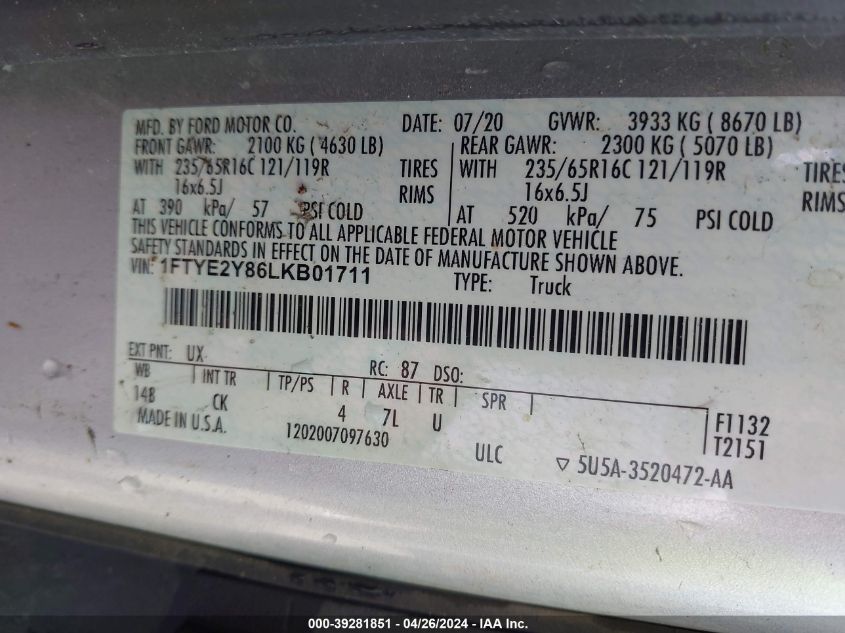 MFD. BY FORD MOTOR CO. DATE: 07/20 GVWR: 3933 KG ( 8670 LB)
FRONT GAWR: 2100 KG ( 4630 LB) REAR GAWR: 2300 KG ( 5070 LB)
WITH 235/65R16C 121/119R TIRES WITH 235/65R16C 121/119R TIRES
16x6.5J RIMS 16x6.5J RIMS
AT 390 kPa/ 57 PSI COLD AT 520 kPa/ 75 PSI COLD
THIS VEHICLE CONFORMS TO ALL APPLICABLE FEDERAL MOTOR VEHICLE
SAFETY STANDARDS IN EFFECT ON THE DATE OF MANUFACTURE SHOWN ABOVE.
VIN: 1FTYE2Y86LKB01711 TYPE: Truck
EXT PNT: UX RC: 87 DSO:
WB INT TR TP/PS R AXLE TR SPR
148 CK 4 7L U F1132
MADE IN U.S.A. 1202007097630 ULC T2151
▽ 5U5A-3520472-AA
000-39281851 - 04/26/2024 - IAA Inc.